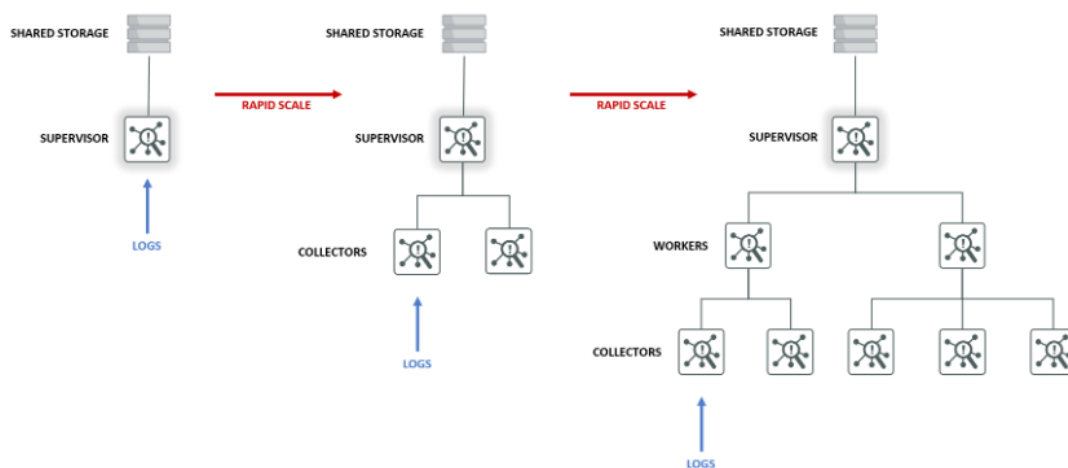 SHARED STORAGE
SHARED STORAGE
SHARED STORAGE
RAPID SCALE
RAPID SCALE
SUPERVISOR
SUPERVISOR
SUPERVISOR
LOGS
COLLECTORS
WORKERS
COLLECTORS
LOGS
LOGS